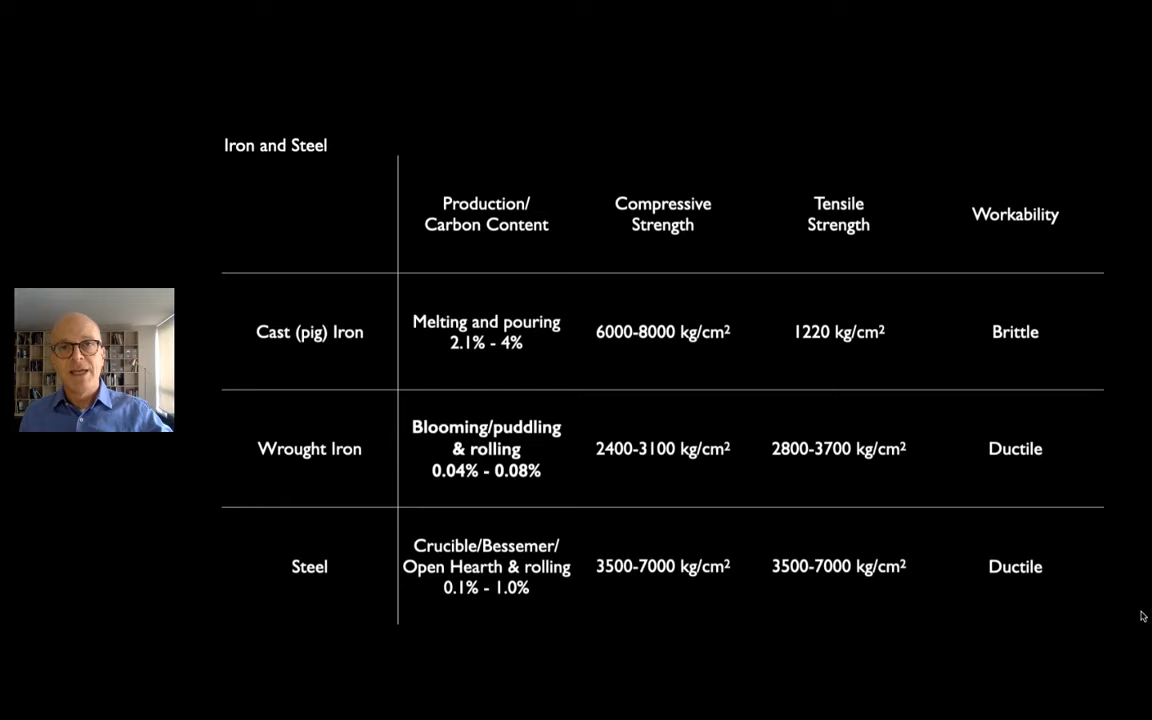 Iron and Steel
Production/
Carbon Content
Compressive
Strength
Tensile
Strength
Workability
Cast (pig) Iron
Melting and pouring
2.1% - 4%
6000-8000 kg/cm²
1220 kg/cm²
Brittle
Wrought Iron
Blooming/puddling
& rolling
0.04% - 0.08%
2400-3100 kg/cm²
2800-3700 kg/cm²
Ductile
Steel
Crucible/Bessemer/
Open Hearth & rolling
0.1% - 1.0%
3500-7000 kg/cm²
3500-7000 kg/cm²
Ductile